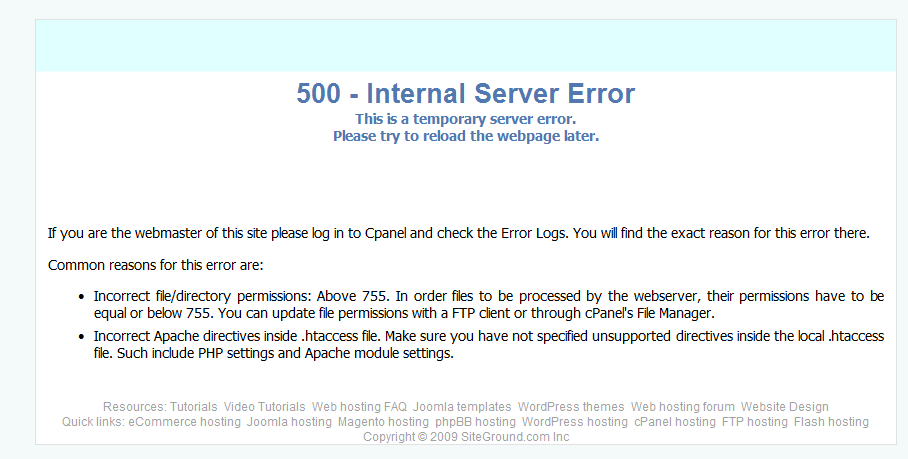 500 - Internal Server Error
This is a temporary server error.
Please try to reload the webpage later.
If you are the webmaster of this site please log in to Cpanel and check the Error Logs. You will find the exact reason for this error there.
Common reasons for this error are:
• Incorrect file/directory permissions: Above 755. In order files to be processed by the webserver, their permissions have to be
equal or below 755. You can update file permissions with a FTP client or through cPanel's File Manager.
• Incorrect Apache directives inside .htaccess file. Make sure you have not specified unsupported directives inside the local .htaccess
file. Such include PHP settings and Apache module settings.
Resources: Tutorials Video Tutorials Web hosting FAQ Joomla templates WordPress themes Web hosting forum Website Design
Quick links: eCommerce hosting Joomla hosting Magento hosting phpBB hosting WordPress hosting cPanel hosting FTP hosting Flash hosting
Copyright © 2009 SiteGround.com Inc